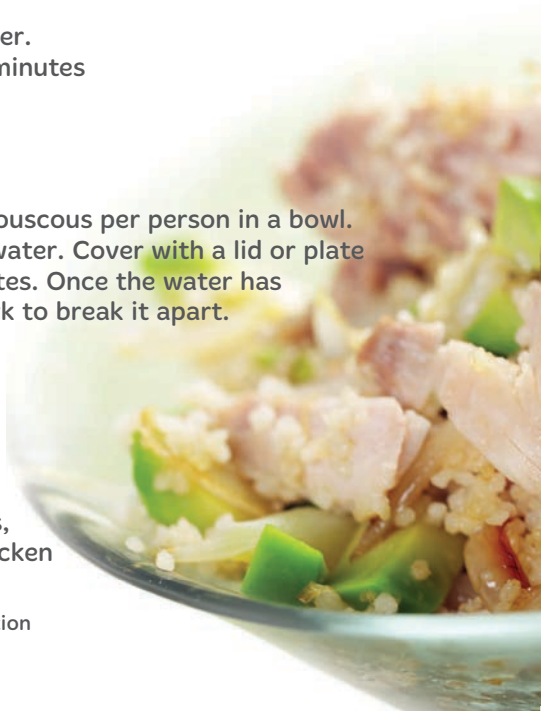 er.
minutes
ouscous per person in a bowl.
water. Cover with a lid or plate
tes. Once the water has
k to break it apart.
s,
cken
ion